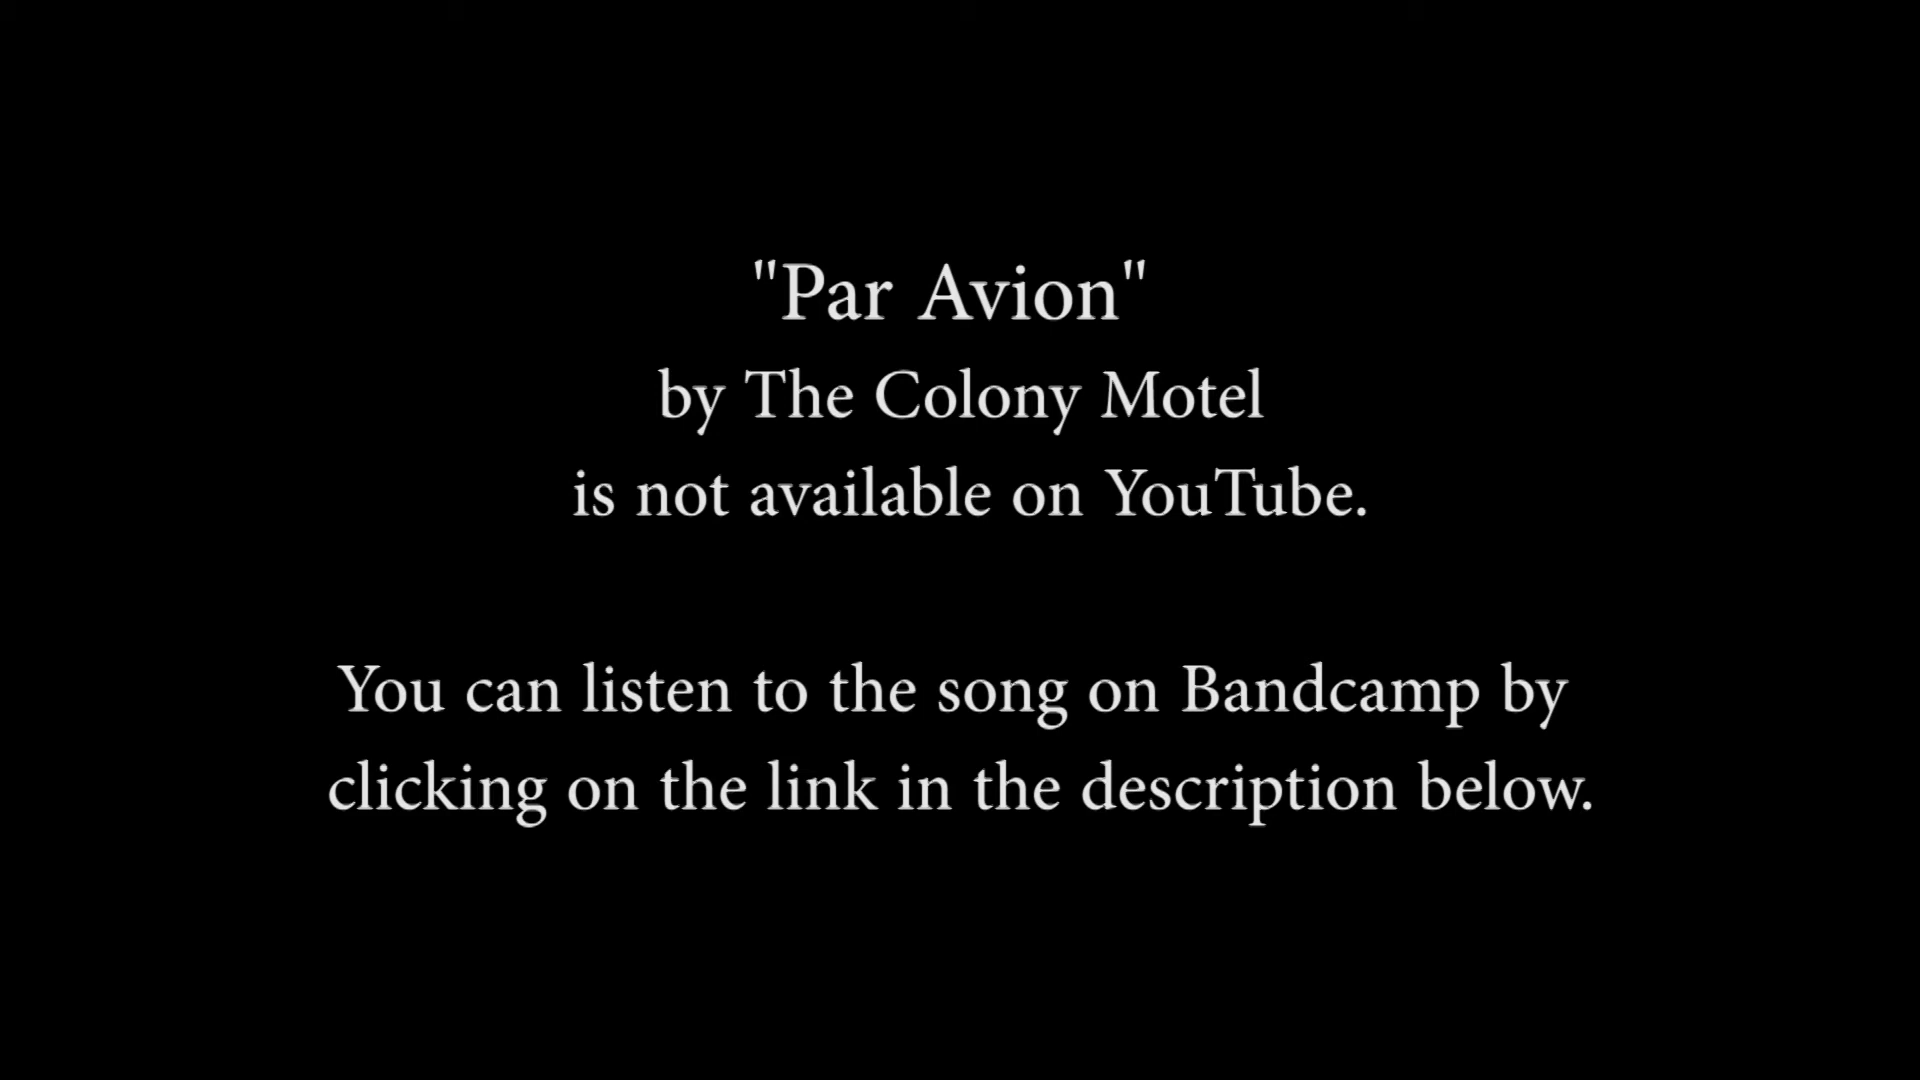 "Par Avion"
by The Colony Motel
is not available on YouTube.
You can listen to the song on Bandcamp by
clicking on the link in the description below.